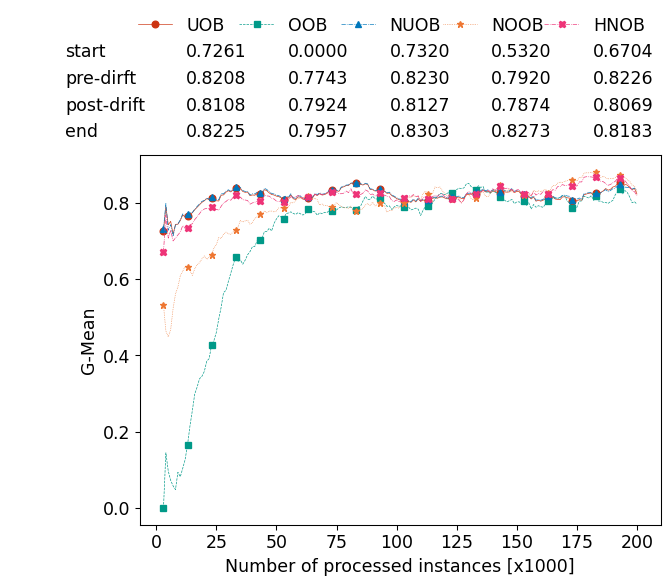 UOB OOB NUOB NOOB HNOB
start 0.7261 0.0000 0.7320 0.5320 0.6704
pre-dirft 0.8208 0.7743 0.8230 0.7920 0.8226
post-drift 0.8108 0.7924 0.8127 0.7874 0.8069
end 0.8225 0.7957 0.8303 0.8273 0.8183
0.8
0.6
G-Mean
0.4
0.2
0.0
0 25 50 75 100 125 150 175 200
Number of processed instances [x1000]